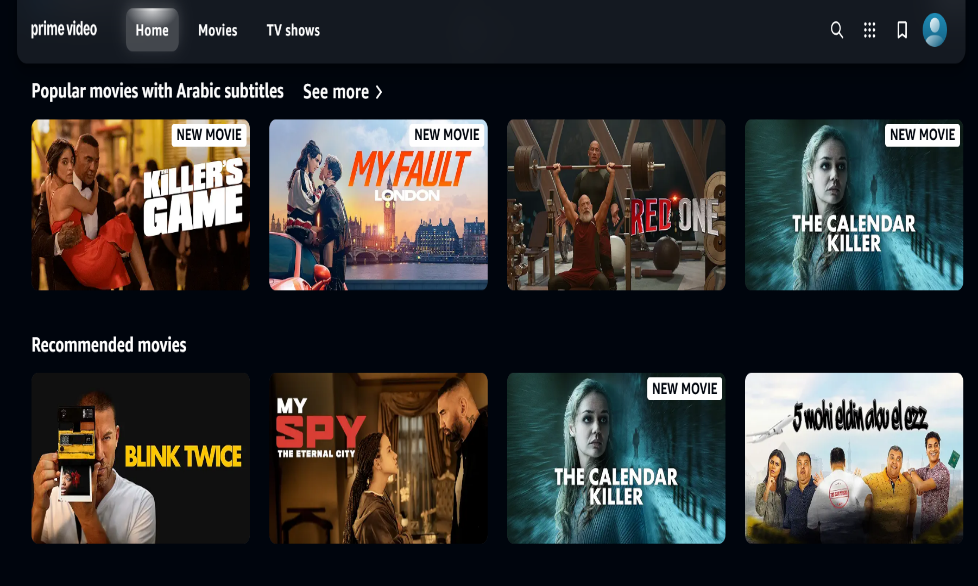 prime video
Home
Movies
TV shows
Popular movies with Arabic subtitles
See more
NEW MOVIE
THE KILLER'S
GAME
NEW MOVIE
MY FAULT
LONDON
RED ONE
NEW MOVIE
THE CALENDAR
KILLER
Recommended movies
BLINK TWICE
MY
SPY
THE ETERNAL CITY
NEW MOVIE
THE CALENDAR
KILLER
5 mohi eldin abou el ezz